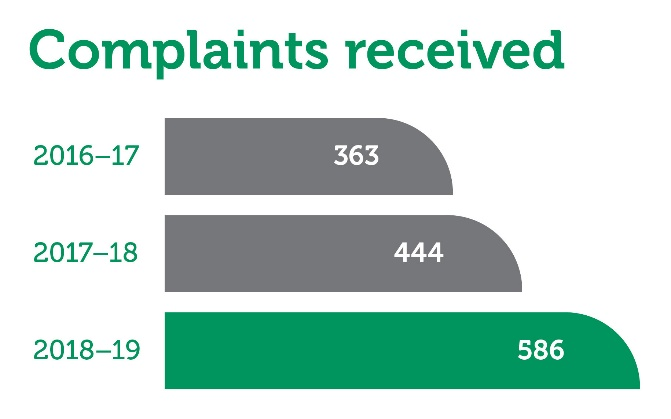 Complaints received
2016–17 363
2017–18 444
2018–19 586